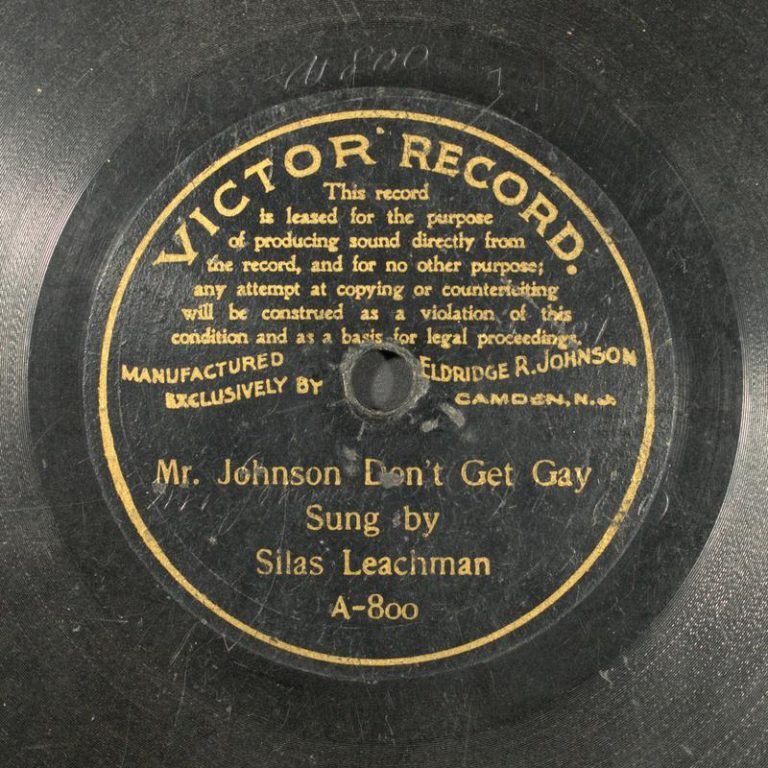 VICTOR RECORD.
This record
is leased for the purpose
of producing sound directly from
the record, and for no other purpose;
any attempt at copying or counterfeiting
will be construed as a violation of this
condition and as a basis for legal proceedings.
MANUFACTURED
EXCLUSIVELY BY
ELDRIDGE R. JOHNSON
CAMDEN, N.J.
Mr. Johnson Don't Get Gay
Sung by
Silas Leachman
A-800